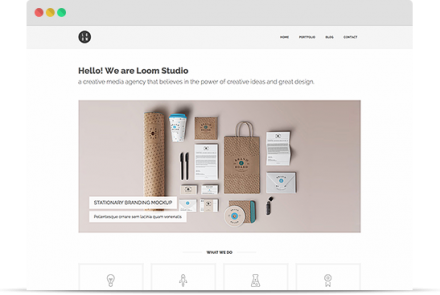 HOME PORTFOLIO BLOG CONTACT
Hello! We are Loom Studio
a creative media agency that believes in the power of creative ideas and great design.
STATIONARY BRANDING MOCKUP
Pellentesque ornare sem lacinia quam venenatis
WHAT WE DO